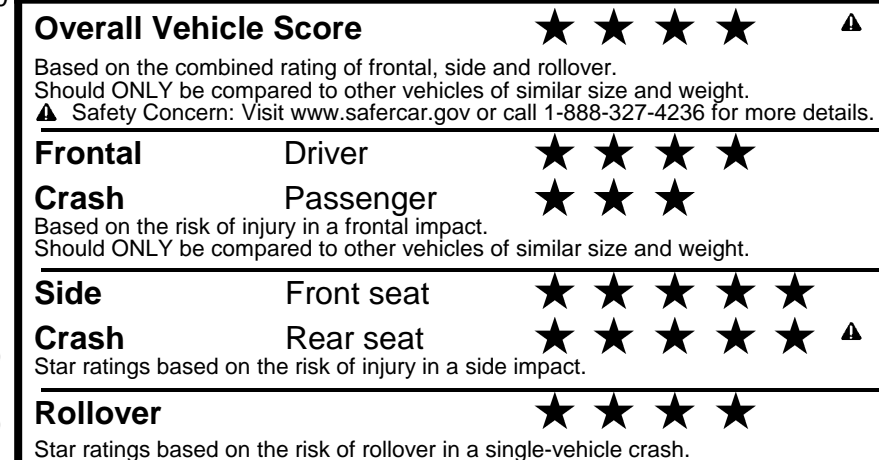 Overall Vehicle Score ★ ★ ★ ★ ⚠
Based on the combined rating of frontal, side and rollover.
Should ONLY be compared to other vehicles of similar size and weight.
⚠ Safety Concern: Visit www.safercar.gov or call 1-888-327-4236 for more details.
Frontal Driver ★ ★ ★ ★
Crash Passenger ★ ★ ★
Based on the risk of injury in a frontal impact.
Should ONLY be compared to other vehicles of similar size and weight.
Side Front seat ★ ★ ★ ★ ★
Crash Rear seat ★ ★ ★ ★ ★ ⚠
Star ratings based on the risk of injury in a side impact.
Rollover ★ ★ ★ ★
Star ratings based on the risk of rollover in a single-vehicle crash.